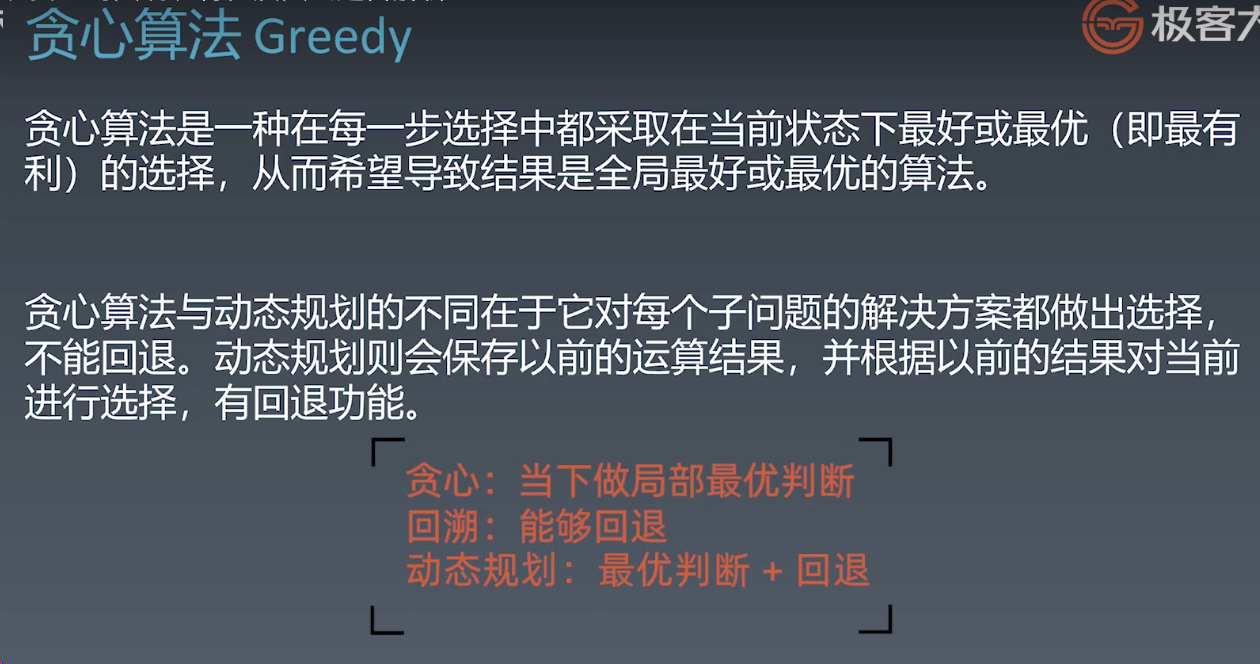 贪心算法 Greedy
极客大
贪心算法是一种在每一步选择中都采取在当前状态下最好或最优（即最有
利）的选择，从而希望导致结果是全局最好或最优的算法。
贪心算法与动态规划的不同在于它对每个子问题的解决方案都做出选择，
不能回退。动态规划则会保存以前的运算结果，并根据以前的结果对当前
进行选择，有回退功能。
贪心：当下做局部最优判断
回溯：能够回退
动态规划：最优判断 + 回退